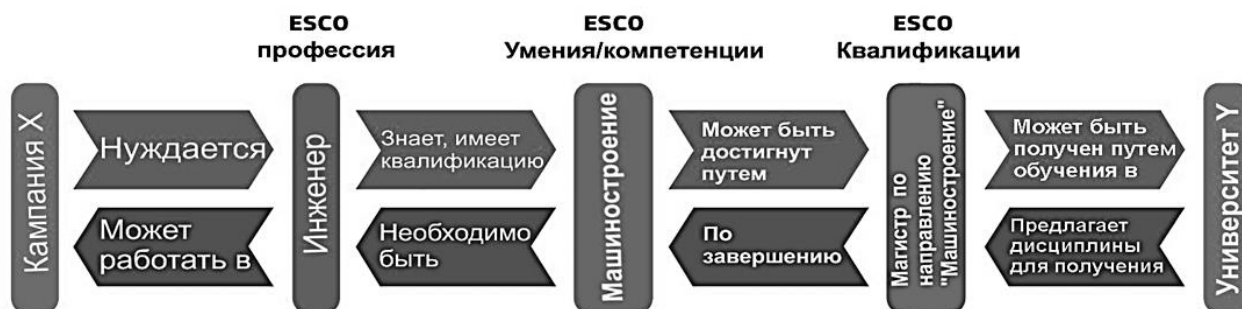 ESCO
профессия
ESCO
Умения/компетенции
ESCO
Квалификации
Кампания X
Нуждается
Может
работать в
Инженер
Знает, имеет
квалификацию
Необходимо
быть
Машиностроение
Может быть
достигнут
путем
По
завершению
Магистр по
направлению
"Машиностроение"
Может быть
получен путем
обучения в
Предлагает
дисциплины
для получения
Университет Y